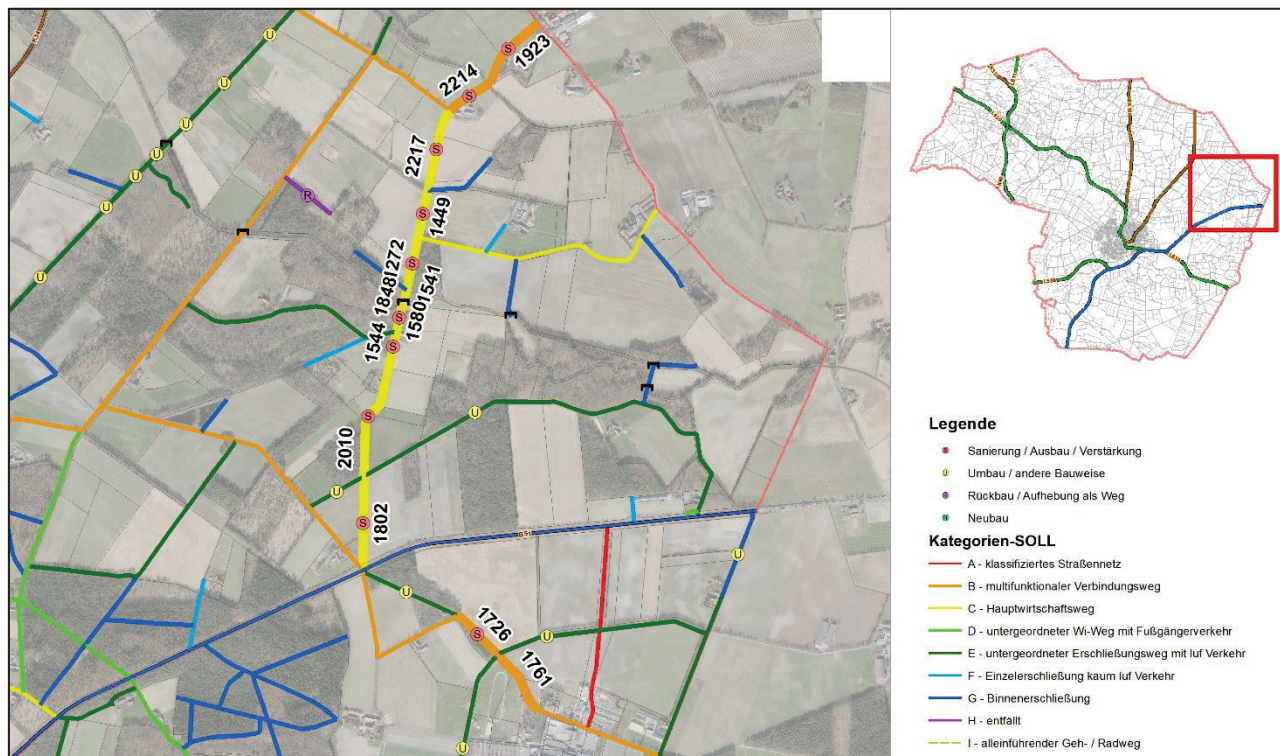 1923
2214
2217
1449
1272
1848
1541
1580
1544
2010
1802
1726
1761
B51
S
S
S
S
S
S
S
S
S
S
U
U
U
U
U
U
U
U
U
U
U
U
U
R
Legende
S Sanierung / Ausbau / Verstärkung
U Umbau / andere Bauweise
R Rückbau / Aufhebung als Weg
N Neubau
Kategorien-SOLL
A - klassifiziertes Straßennetz
B - multifunktionaler Verbindungsweg
C - Hauptwirtschaftsweg
D - untergeordneter Wi-Weg mit Fußgängerverkehr
E - untergeordneter Erschließungsweg mit luf Verkehr
F - Einzelerschließung kaum luf Verkehr
G - Binnenerschließung
H - entfällt
I - alleinführender Geh- / Radweg